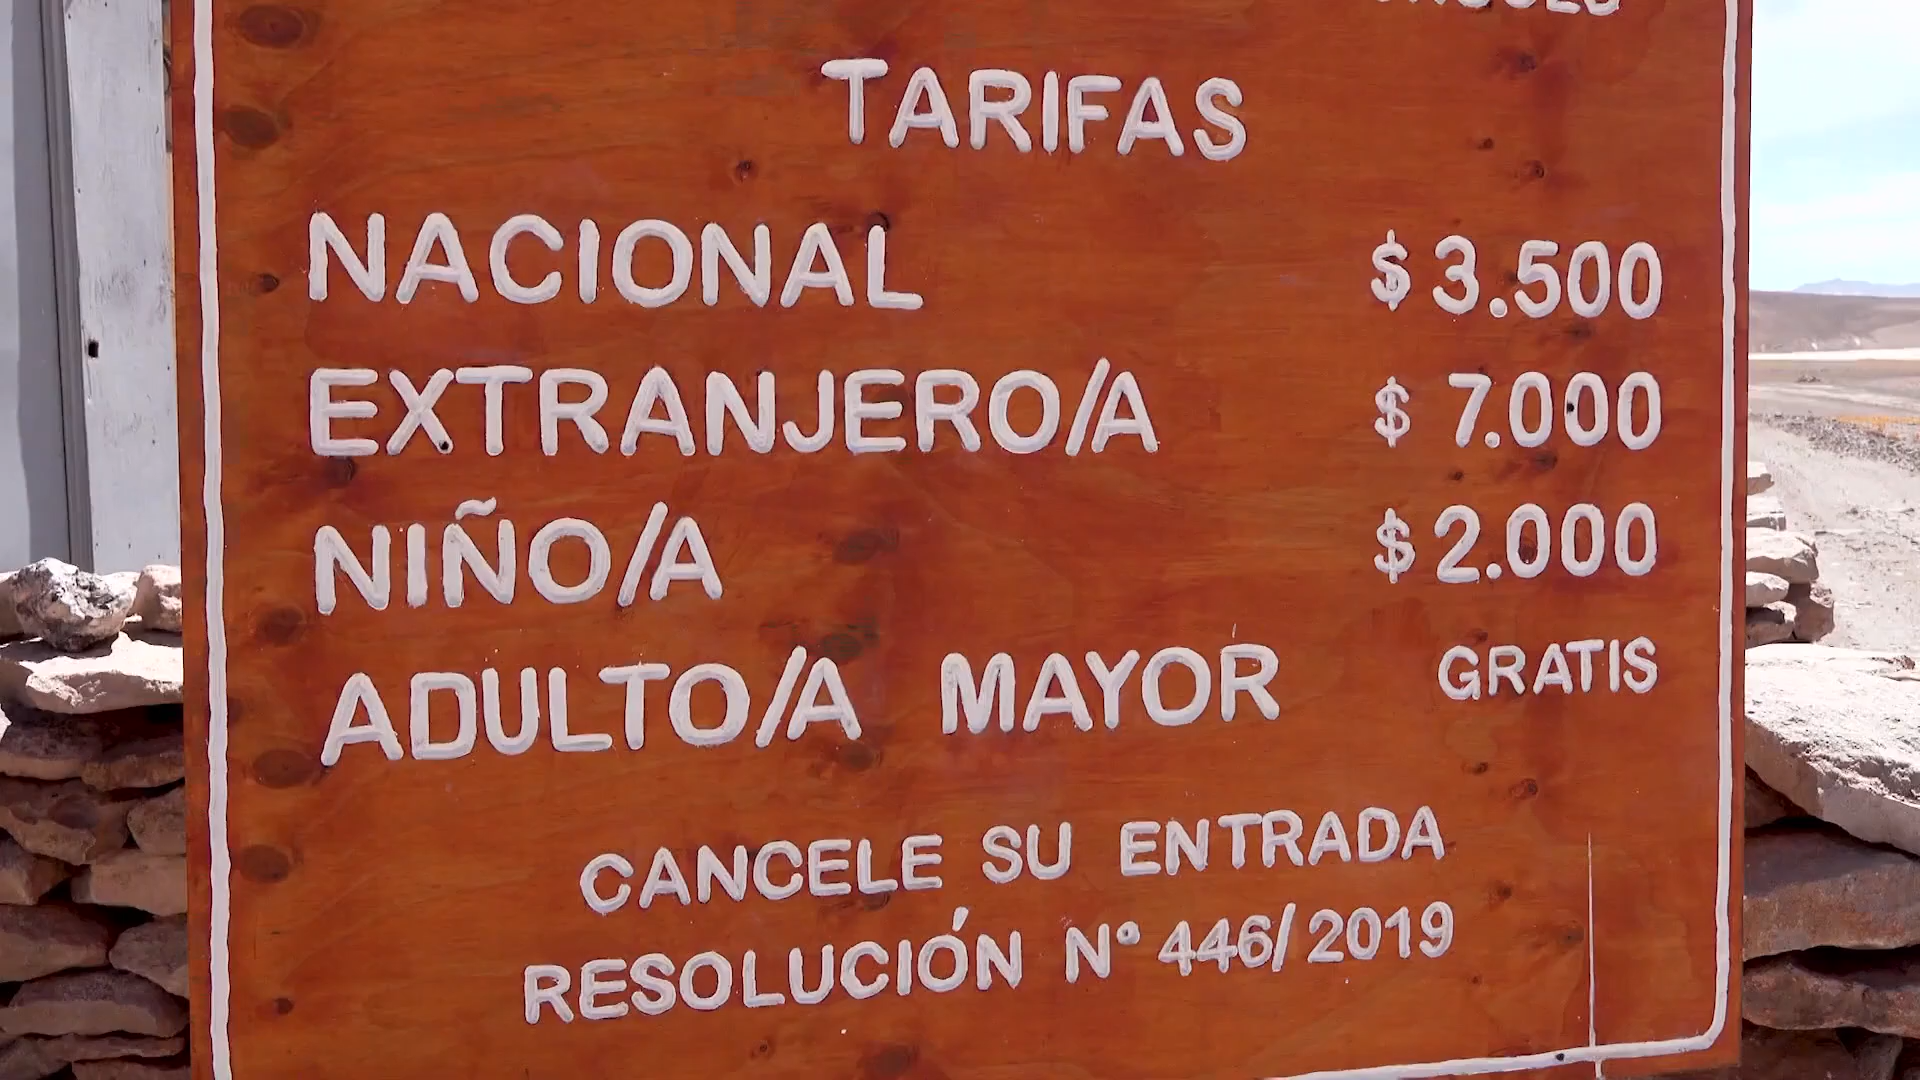 TARIFAS
NACIONAL $ 3.500
EXTRANJERO/A $ 7.000
NIÑO/A $ 2.000
ADULTO/A MAYOR GRATIS
CANCELE SU ENTRADA
RESOLUCIÓN N° 446/2019